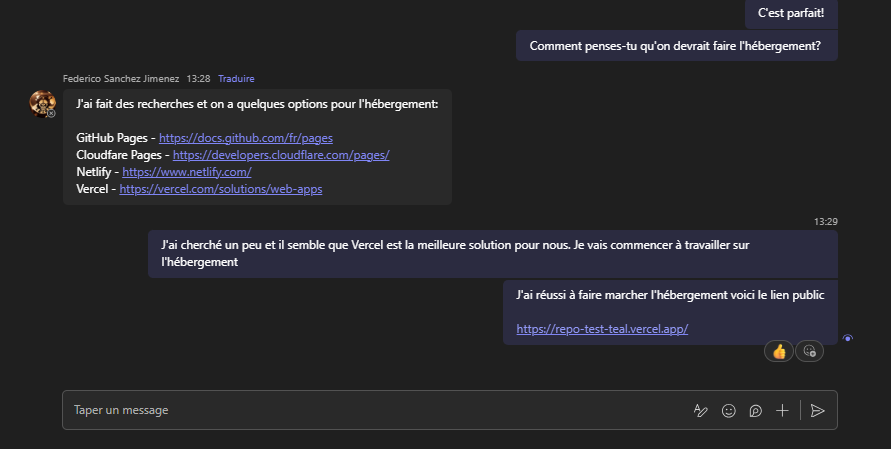 C'est parfait!
Comment penses-tu qu'on devrait faire l'hébergement?
Federico Sanchez Jimenez 13:28 Traduire
J'ai fait des recherches et on a quelques options pour l'hébergement:
GitHub Pages - https://docs.github.com/fr/pages
Cloudfare Pages - https://developers.cloudflare.com/pages/
Netlify - https://www.netlify.com/
Vercel - https://vercel.com/solutions/web-apps
13:29
J'ai cherché un peu et il semble que Vercel est la meilleure solution pour nous. Je vais commencer à travailler sur
l'hébergement
J'ai réussi à faire marcher l'hébergement voici le lien public
https://repo-test-teal.vercel.app/
Taper un message